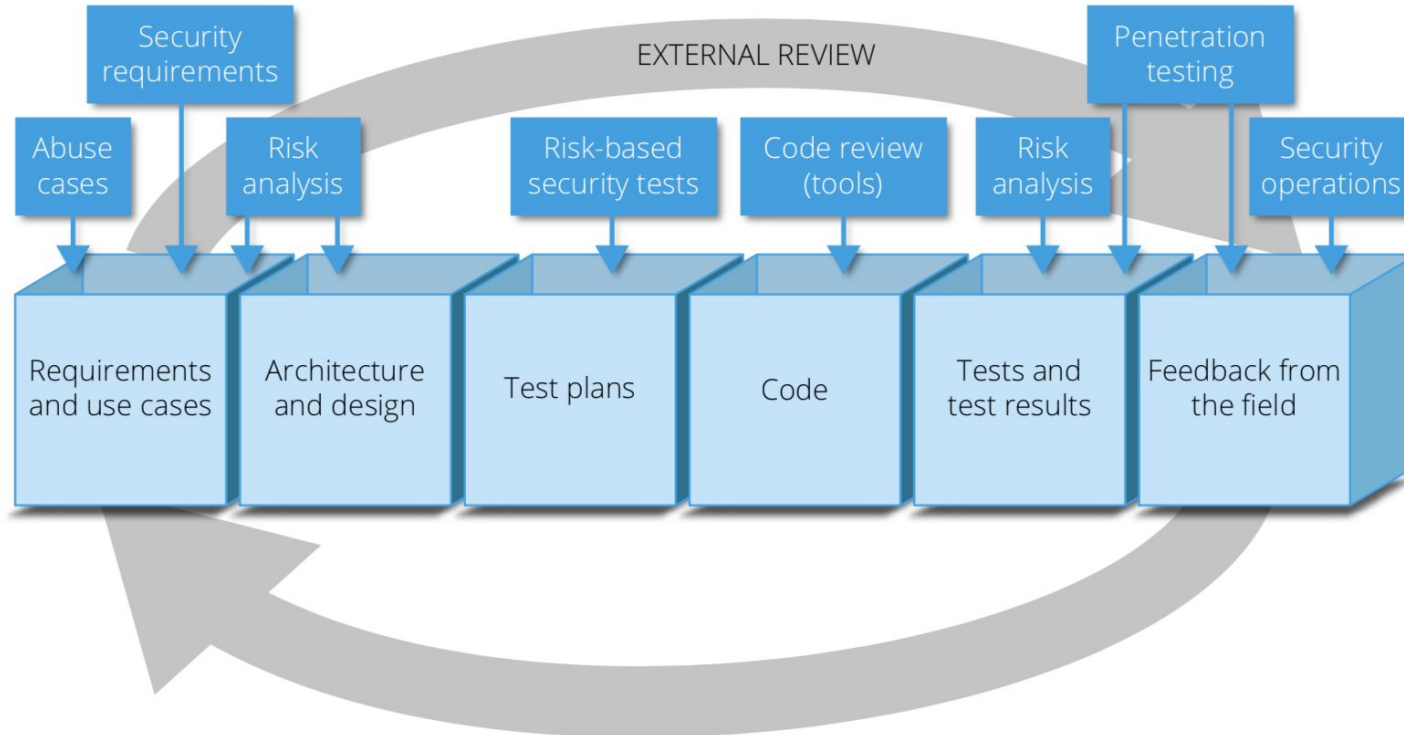 Security
requirements
EXTERNAL REVIEW
Penetration
testing
Abuse
cases
Risk
analysis
Risk-based
security tests
Code review
(tools)
Risk
analysis
Security
operations
Requirements
and use cases
Architecture
and design
Test plans
Code
Tests and
test results
Feedback from
the field